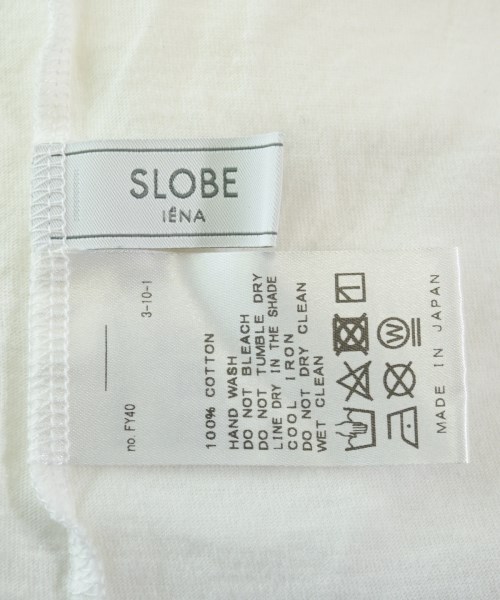 SLOBE
IÉNA
100% COTTON
HAND WASH
DO NOT BLEACH
DO NOT TUMBLE DRY
LINE DRY IN THE SHADE
COOL IRON
DO NOT DRY CLEAN
WET CLEAN
W
MADE IN JAPAN
no. FY40
3-10-1